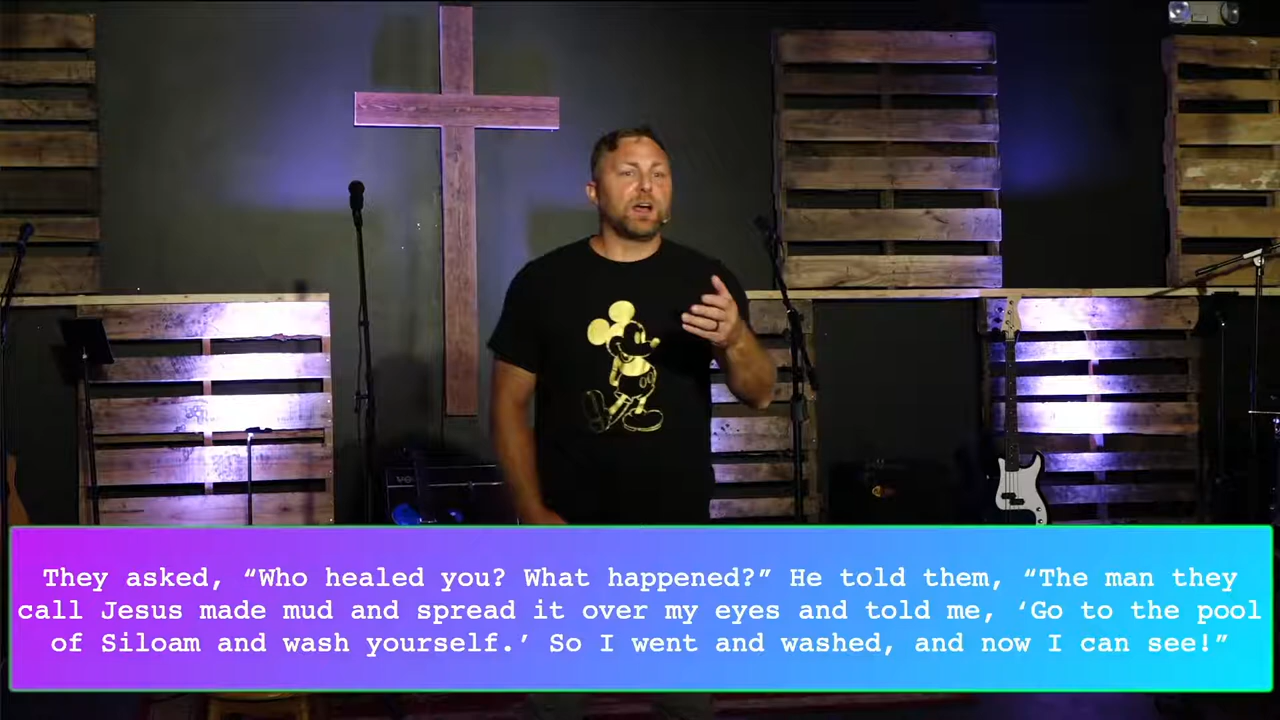 They asked, “Who healed you? What happened?” He told them, “The man they
call Jesus made mud and spread it over my eyes and told me, ‘Go to the pool
of Siloam and wash yourself.’ So I went and washed, and now I can see!”